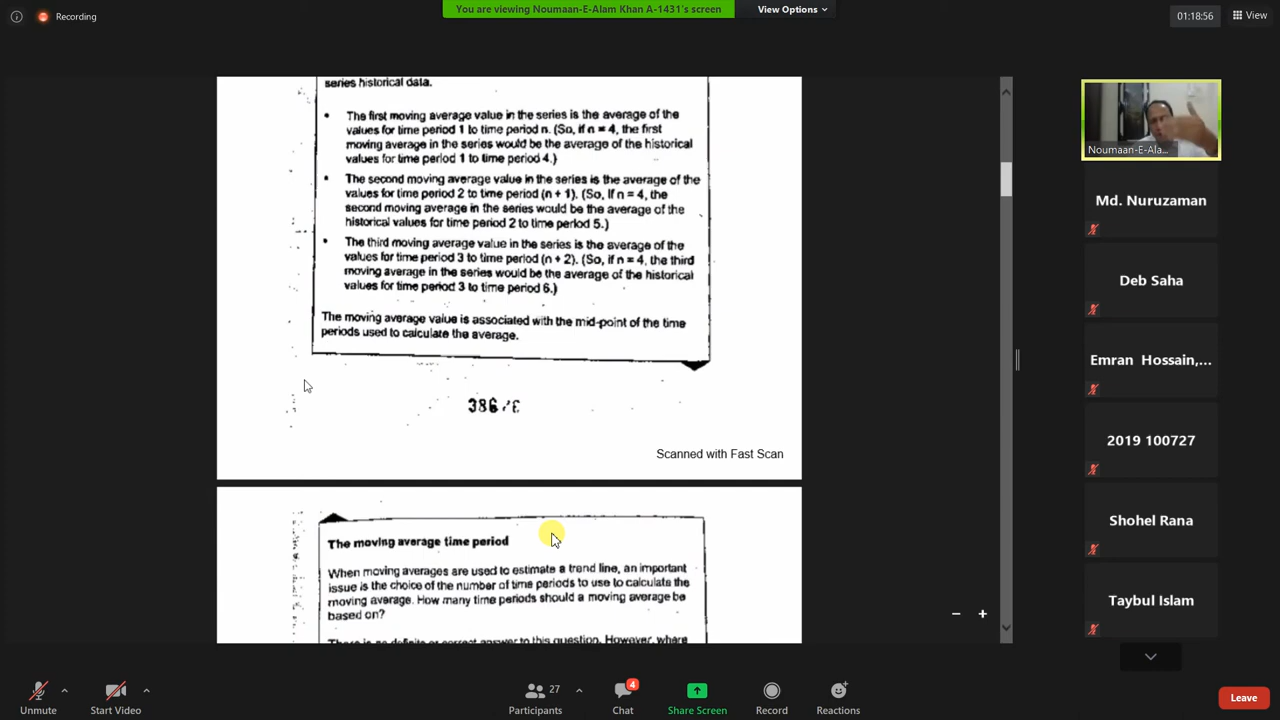 Recording
You are viewing Noumaan-E-Alam Khan A-1431's screen
View Options
01:18:56
View
series historical data.
• The first moving average value in the series is the average of the
values for time period 1 to time period n. (So, if n = 4, the first
moving average in the series would be the average of the historical
values for time period 1 to time period 4.)
• The second moving average value in the series is the average of the
values for time period 2 to time period (n + 1). (So, if n = 4, the
second moving average in the series would be the average of the
historical values for time period 2 to time period 5.)
• The third moving average value in the series is the average of the
values for time period 3 to time period (n + 2). (So, if n = 4, the third
moving average in the series would be the average of the historical
values for time period 3 to time period 6.)
The moving average value is associated with the mid-point of the time
periods used to calculate the average.
386
Scanned with Fast Scan
The moving average time period
When moving averages are used to estimate a trend line, an important
issue is the choice of the number of time periods to use to calculate the
moving average. How many time periods should a moving average be
based on?
There is no definite or correct answer to this question. However, where
Noumaan-E-Ala...
Md. Nuruzaman
Deb Saha
Emran Hossain,...
2019 100727
Shohel Rana
Taybul Islam
Unmute
Start Video
27
Participants
4
Chat
Share Screen
Record
Reactions
Leave